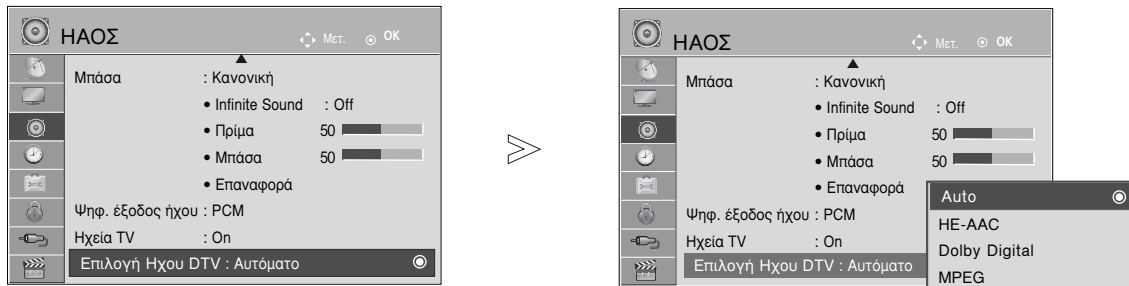 ΗΑΟΣ Μετ. OK
Μπάσα : Κανονική
• Infinite Sound : Off
• Πρίμα 50
• Μπάσα 50
• Επαναφορά
Ψηφ. έξοδος ήχου : PCM
Ηχεία TV : On
Επιλογή Ηχου DTV : Αυτόματο
ΗΑΟΣ Μετ. OK
Μπάσα : Κανονική
• Infinite Sound : Off
• Πρίμα 50
• Μπάσα 50
• Επαναφορά
Ψηφ. έξοδος ήχου : PCM
Ηχεία TV : On
Επιλογή Ηχου DTV : Αυτόματο
Auto
HE-AAC
Dolby Digital
MPEG